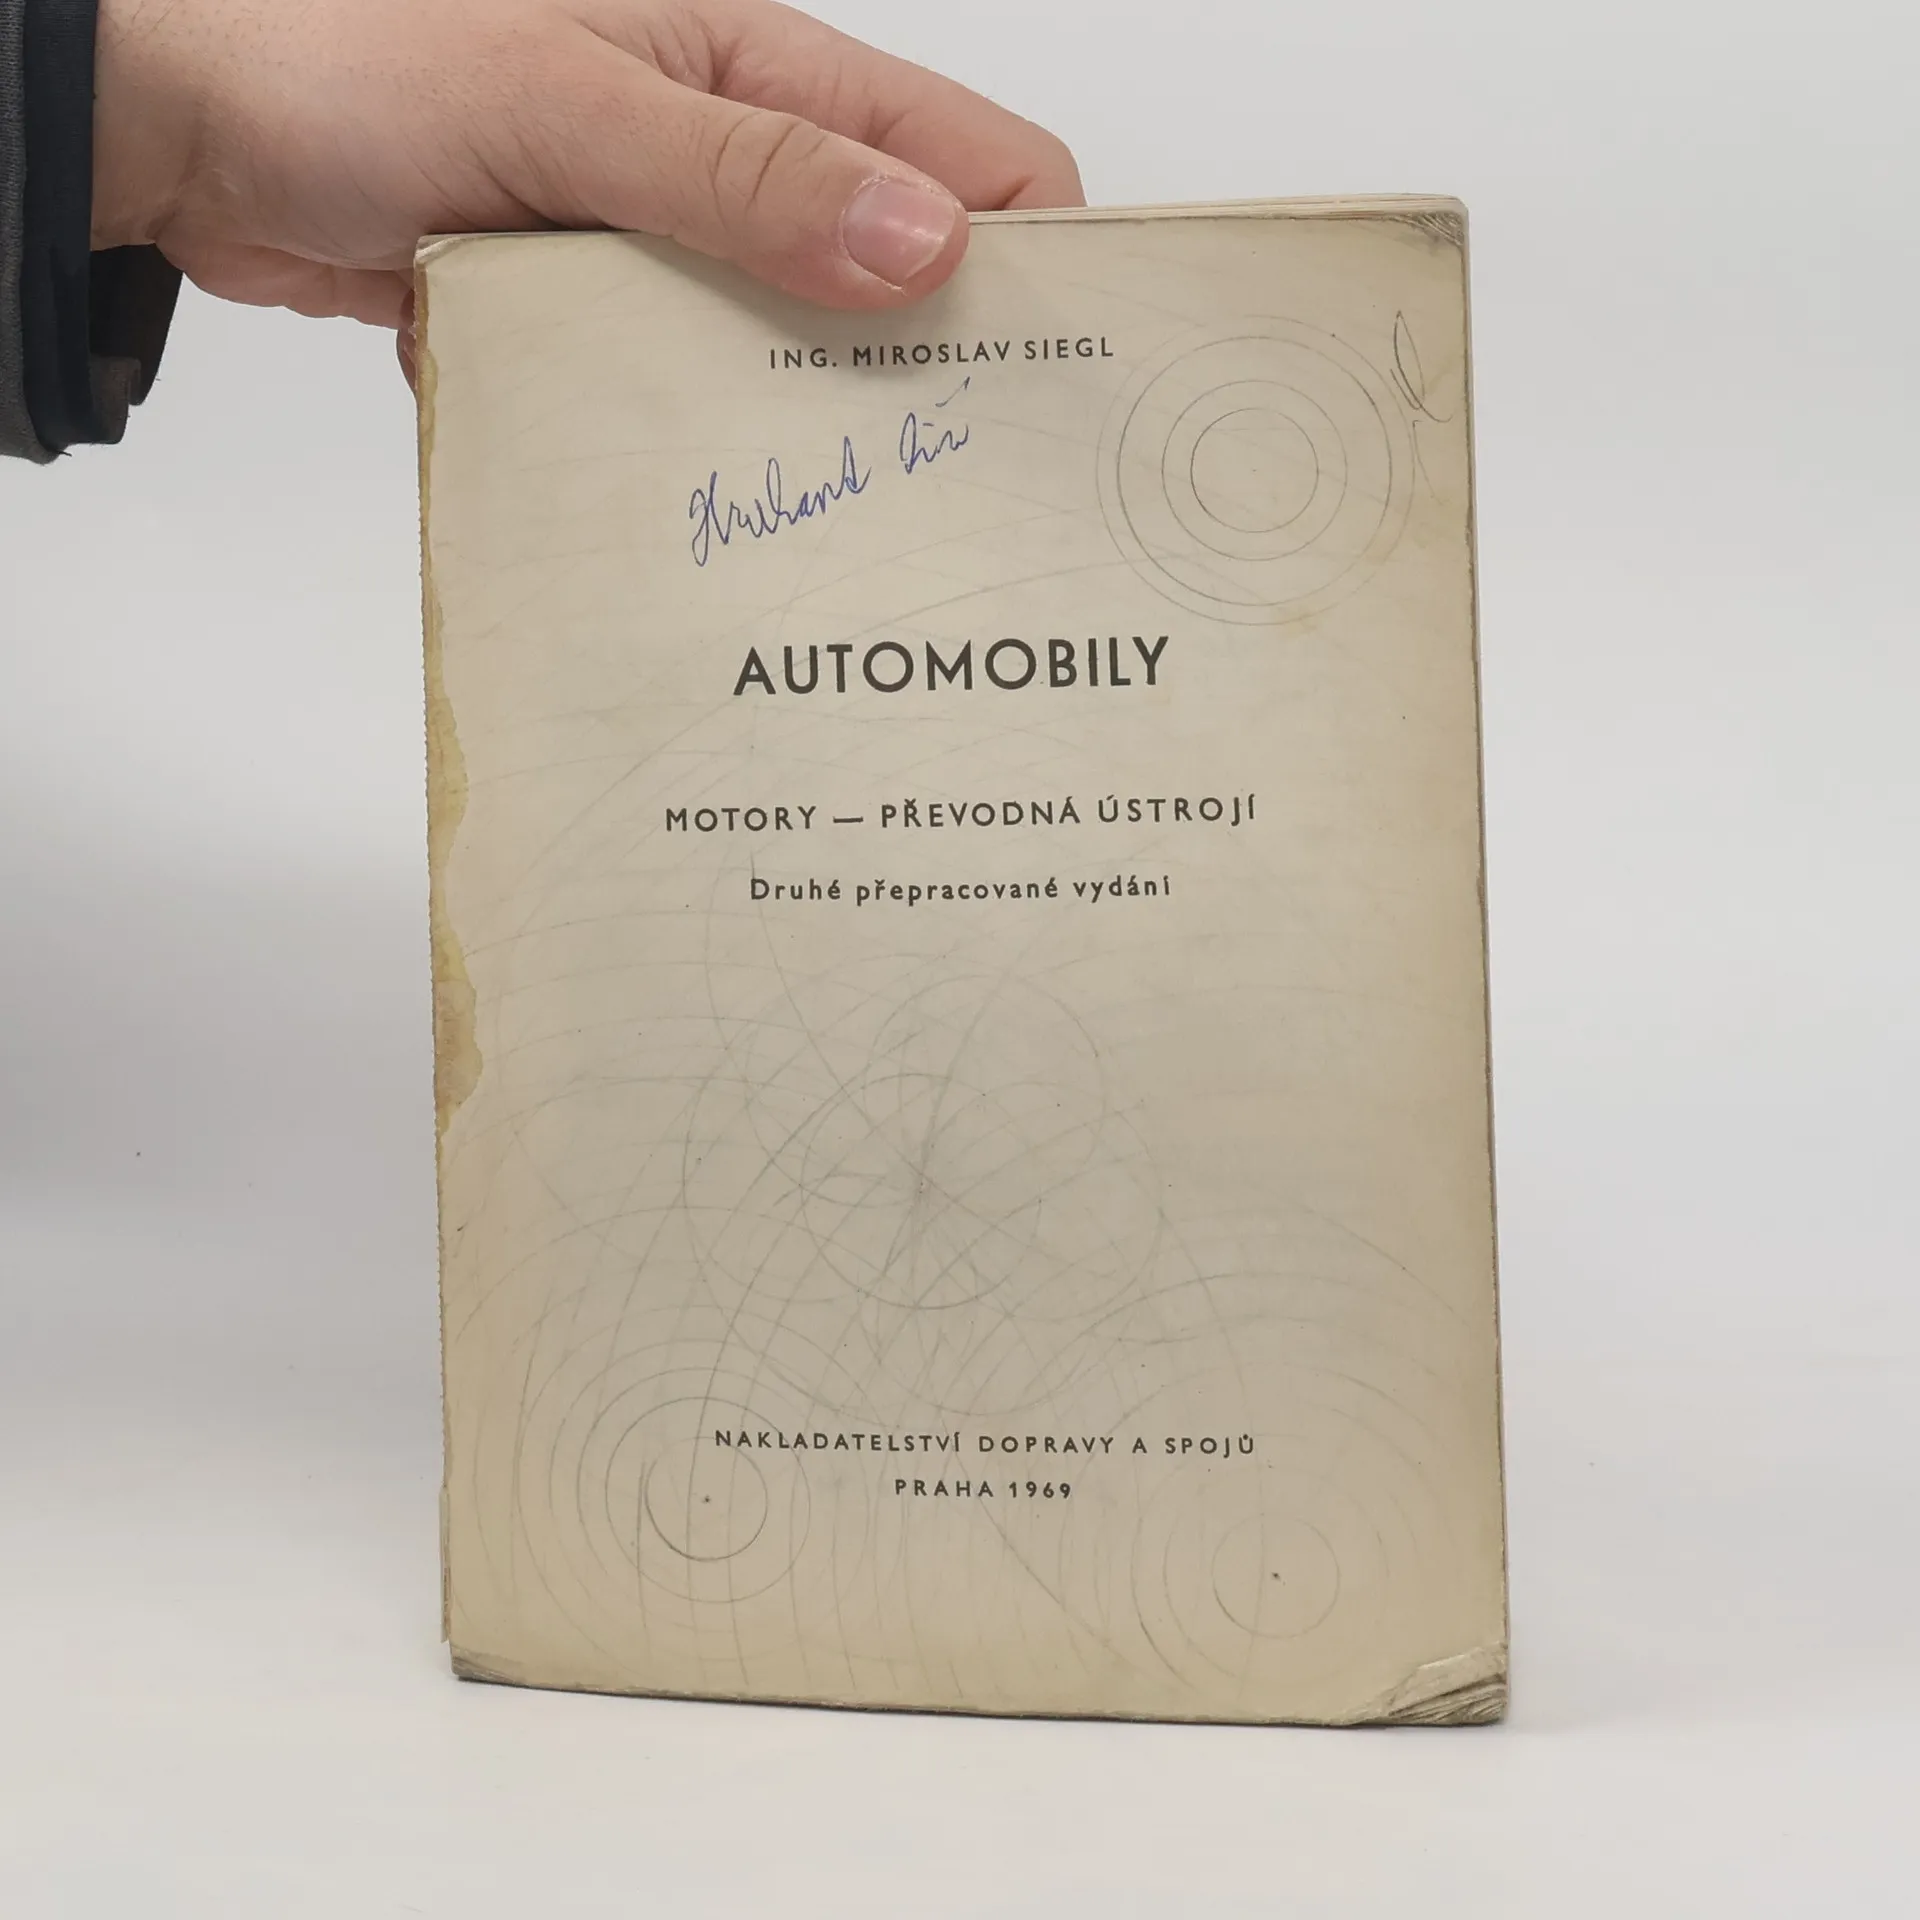 ING. MIROSLAV SIEGL
AUTOMOBILY
MOTORY — PŘEVODNÁ ÚSTROJÍ
Druhé přepracované vydání
NAKLADATELSTVÍ DOPRAVY A SPOJŮ
PRAHA 1969